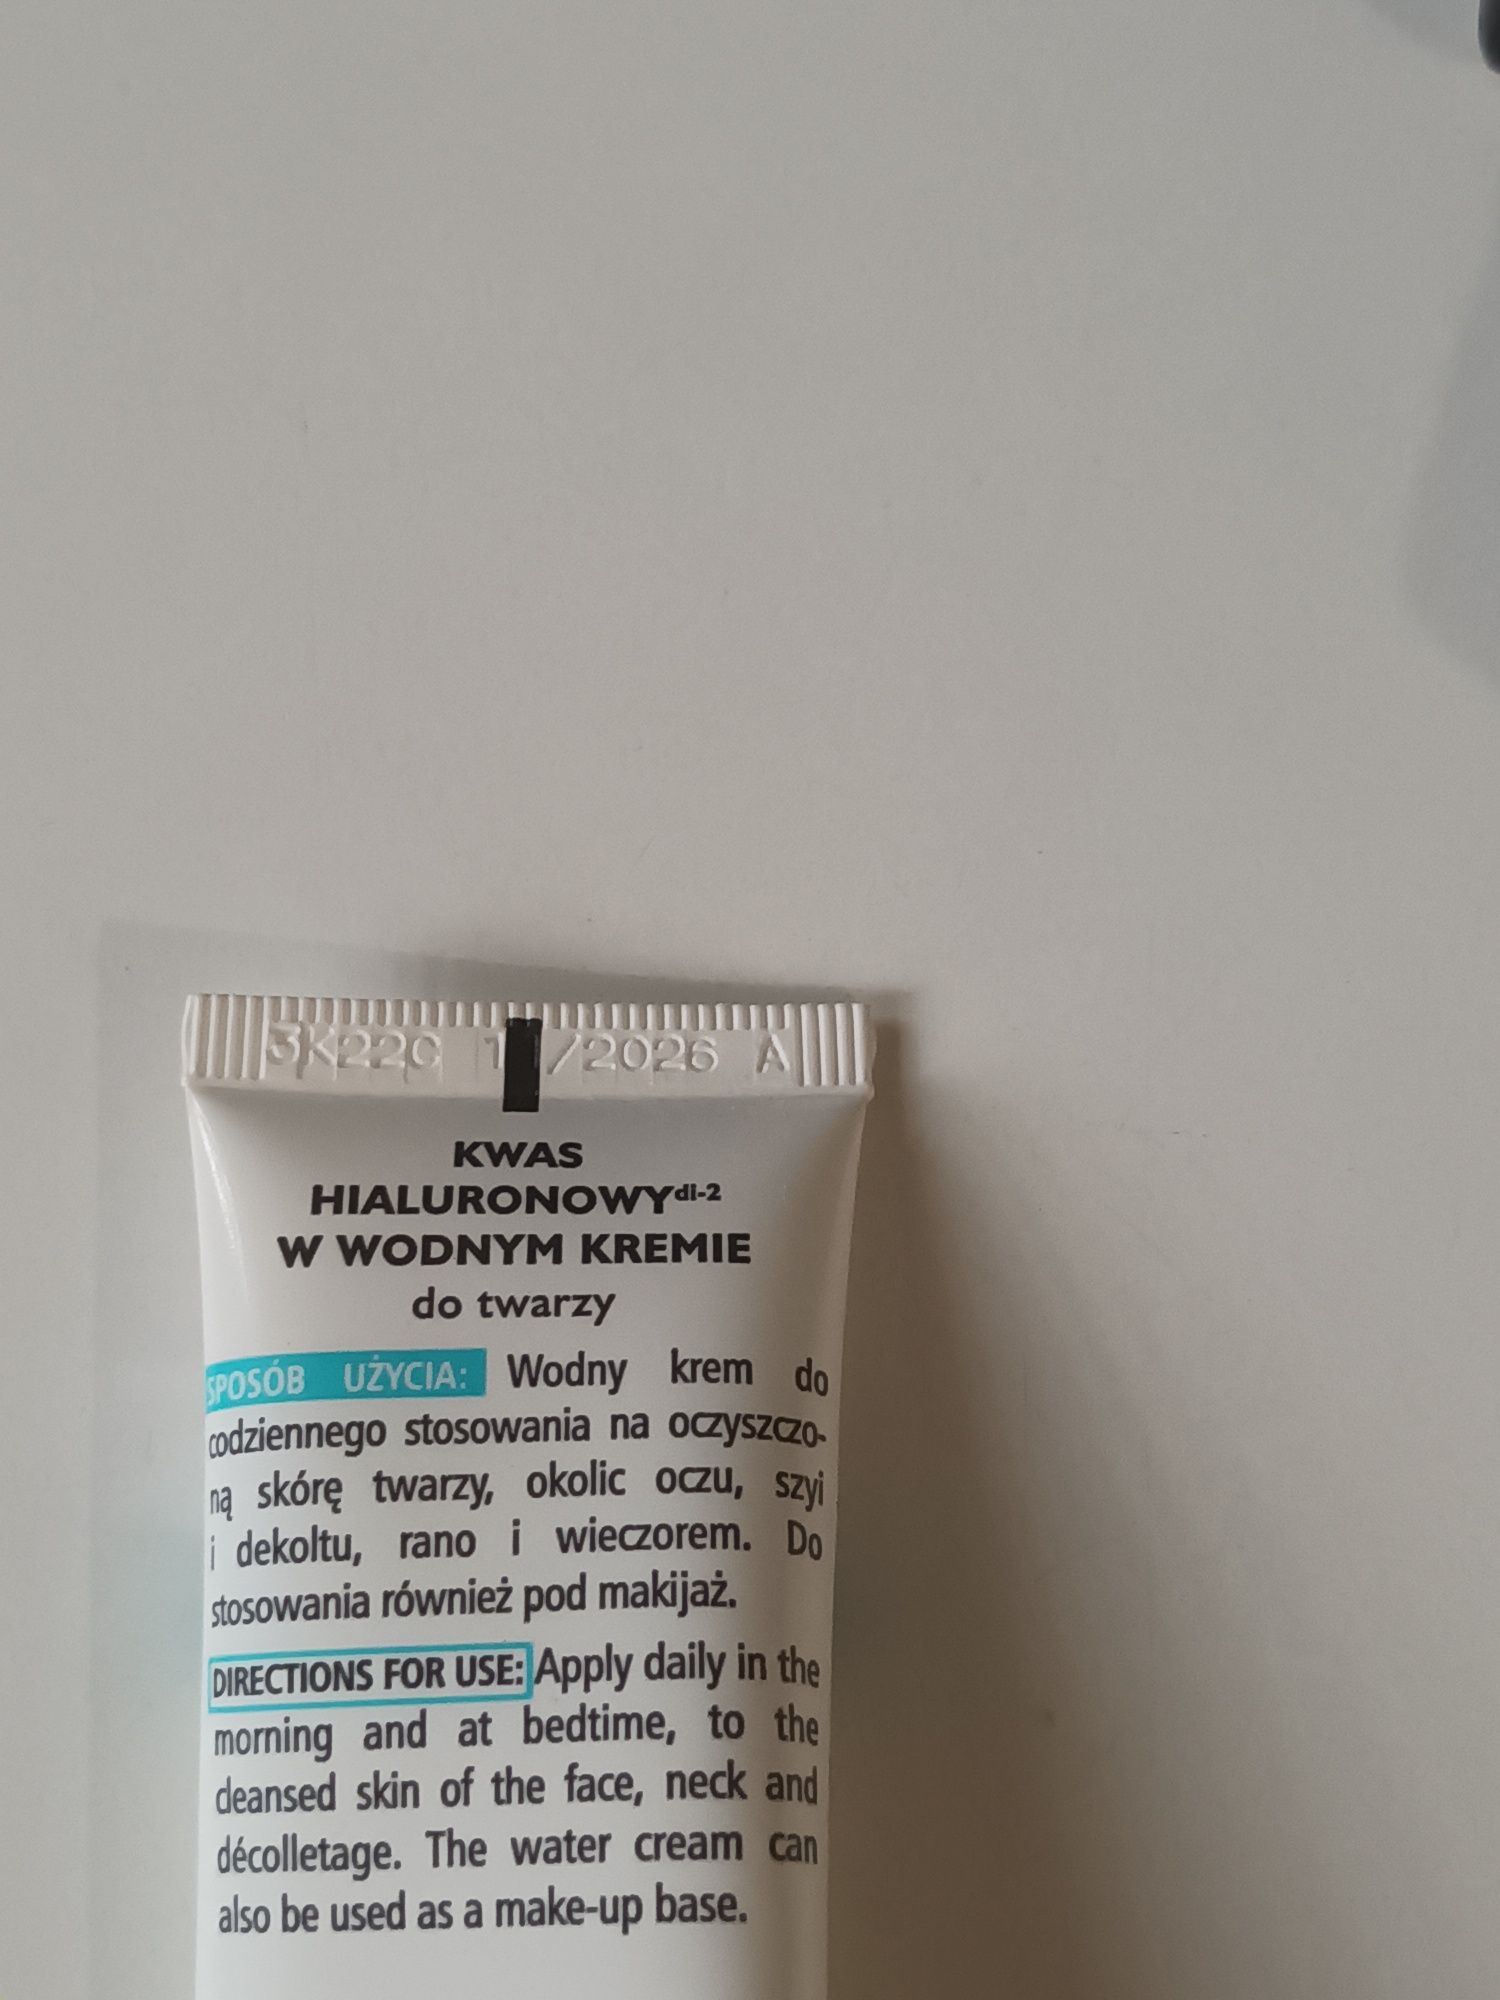 3K22C 1 /2026 A
KWAS
HIALURONOWYdi-2
W WODNYM KREMIE
do twarzy
SPOSÓB UŻYCIA: Wodny krem do
codziennego stosowania na oczyszczo-
ną skórę twarzy, okolic oczu, szyi
i dekoltu, rano i wieczorem. Do
stosowania również pod makijaż.
DIRECTIONS FOR USE: Apply daily in the
morning and at bedtime, to the
cleansed skin of the face, neck and
décolletage. The water cream can
also be used as a make-up base.